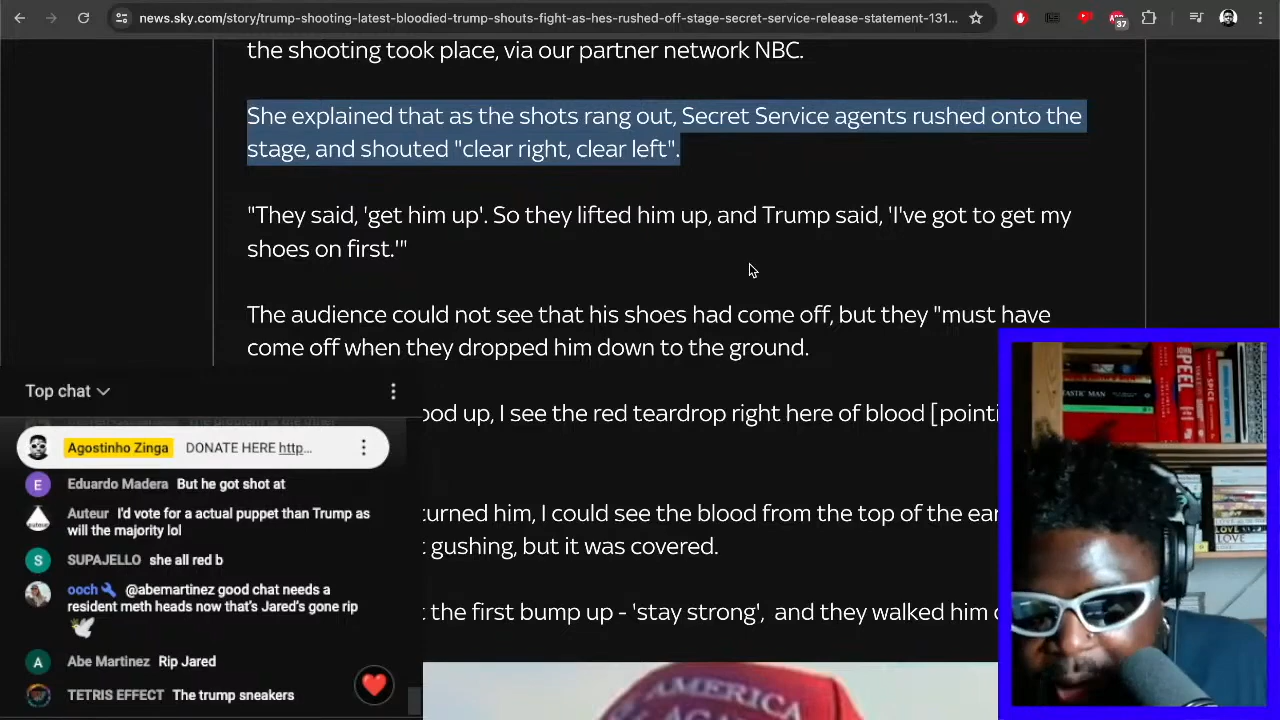 news.sky.com/story/trump-shooting-latest-bloodied-trump-shouts-fight-as-hes-rushed-off-stage-secret-service-release-statement-131...
37
the shooting took place, via our partner network NBC.
She explained that as the shots rang out, Secret Service agents rushed onto the
stage, and shouted "clear right, clear left".
"They said, 'get him up'. So they lifted him up, and Trump said, 'I've got to get my
shoes on first.'"
The audience could not see that his shoes had come off, but they "must have
come off when they dropped him down to the ground.
ood up, I see the red teardrop right here of blood [pointi
turned him, I could see the blood from the top of the ear
t gushing, but it was covered.
t the first bump up - 'stay strong', and they walked him
AMERICA
Top chat
Agostinho Zinga DONATE HERE http...
E Eduardo Madera But he got shot at
Auteur I'd vote for a actual puppet than Trump as
will the majority lol
S SUPAJELLO she all red b
ooch @abemartinez good chat needs a
resident meth heads now that's Jared's gone rip
A Abe Martinez Rip Jared
TETRIS EFFECT The trump sneakers
TASTIC MR
PEEL
SPICE
LOVE